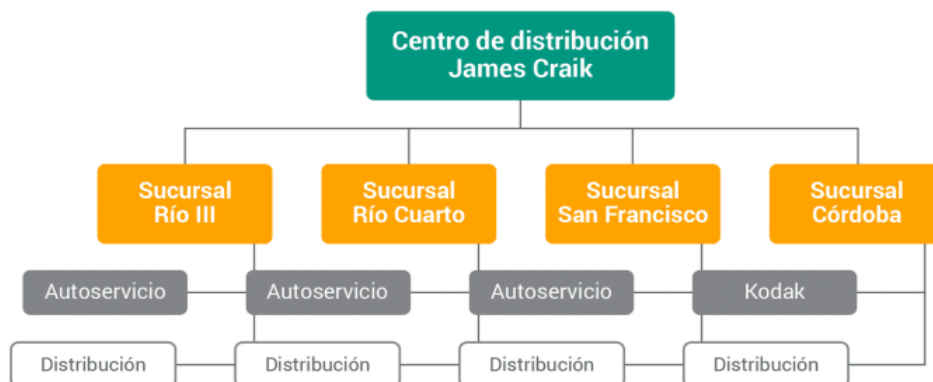 Centro de distribución
James Craik
Sucursal
Río III
Sucursal
Río Cuarto
Sucursal
San Francisco
Sucursal
Córdoba
Autoservicio
Autoservicio
Autoservicio
Kodak
Distribución
Distribución
Distribución
Distribución